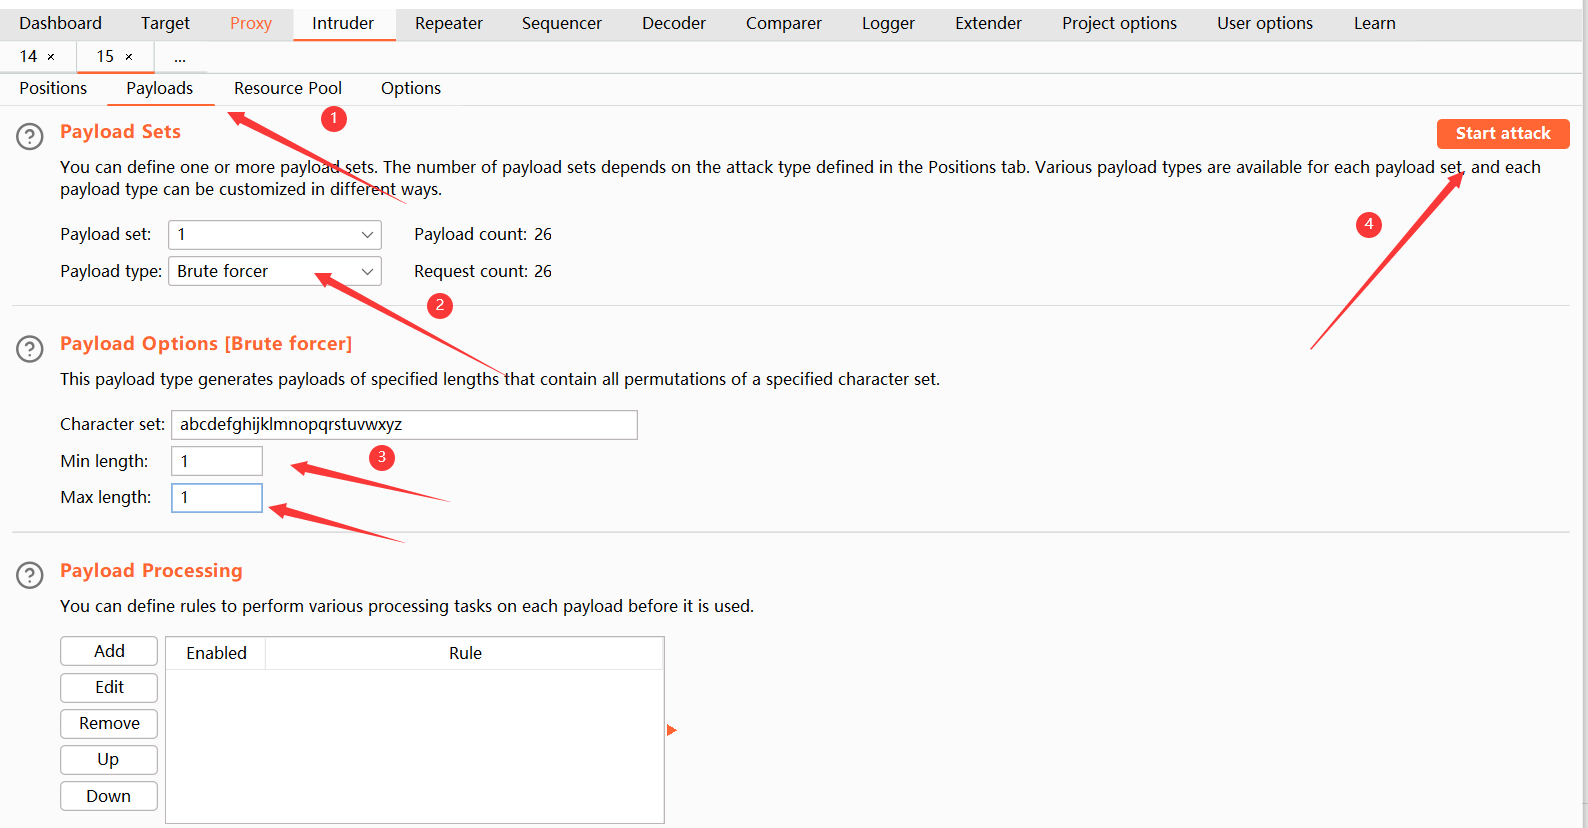 Dashboard Target Proxy Intruder Repeater Sequencer Decoder Comparer Logger Extender Project options User options Learn
14 × 15 × ...
Positions Payloads Resource Pool Options
1
Payload Sets Start attack
You can define one or more payload sets. The number of payload sets depends on the attack type defined in the Positions tab. Various payload types are available for each payload set, and each
payload type can be customized in different ways.
4
Payload set: 1 Payload count: 26
Payload type: Brute forcer Request count: 26
2
Payload Options [Brute forcer]
This payload type generates payloads of specified lengths that contain all permutations of a specified character set.
Character set: abcdefghijklmnopqrstuvwxyz
3
Min length: 1
Max length: 1
Payload Processing
You can define rules to perform various processing tasks on each payload before it is used.
Add Enabled Rule
Edit
Remove
Up
Down